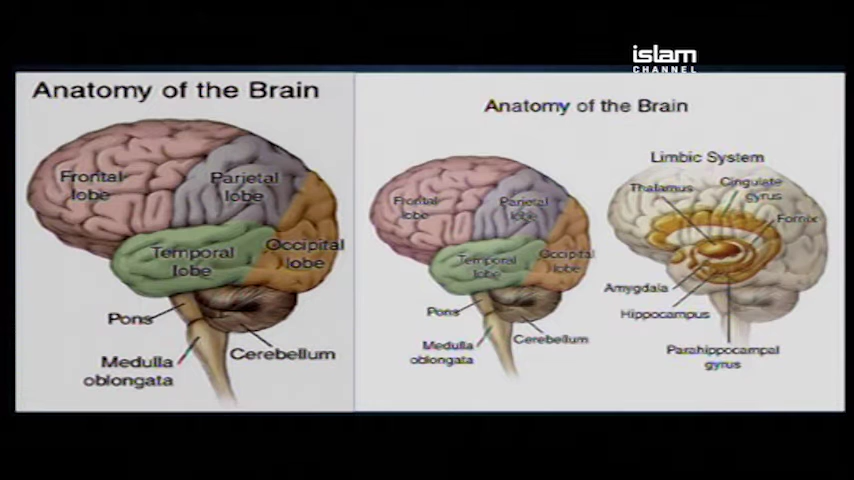 islam
CHANNEL
Anatomy of the Brain
Frontal
lobe
Parietal
lobe
Temporal
lobe
Occipital
lobe
Pons
Medulla
oblongata
Cerebellum
Anatomy of the Brain
Frontal
lobe
Parietal
lobe
Temporal
lobe
Occipital
lobe
Pons
Medulla
oblongata
Cerebellum
Limbic System
Thalamus
Cingulate
gyrus
Fornix
Amygdala
Hippocampus
Parahippocampal
gyrus